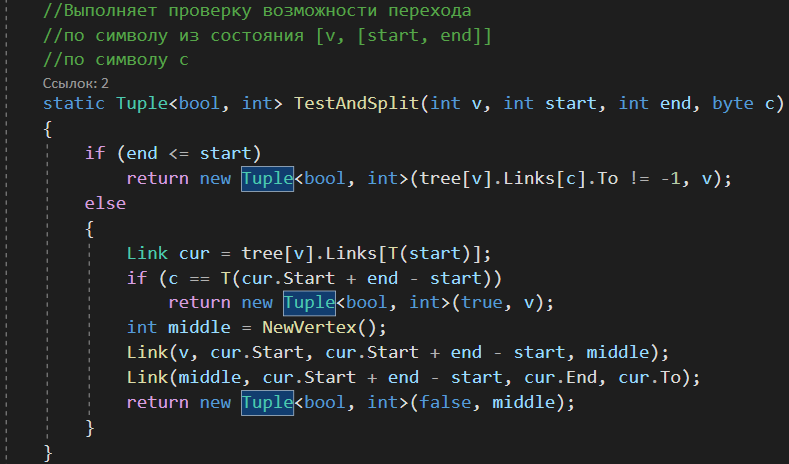 //Выполняет проверку возможности перехода
//по символу из состояния [v, [start, end]]
//по символу c
Ссылок: 2
static Tuple<bool, int> TestAndSplit(int v, int start, int end, byte c)
{
if (end <= start)
return new Tuple<bool, int>(tree[v].Links[c].To != -1, v);
else
{
Link cur = tree[v].Links[T(start)];
if (c == T(cur.Start + end - start))
return new Tuple<bool, int>(true, v);
int middle = NewVertex();
Link(v, cur.Start, cur.Start + end - start, middle);
Link(middle, cur.Start + end - start, cur.End, cur.To);
return new Tuple<bool, int>(false, middle);
}
}